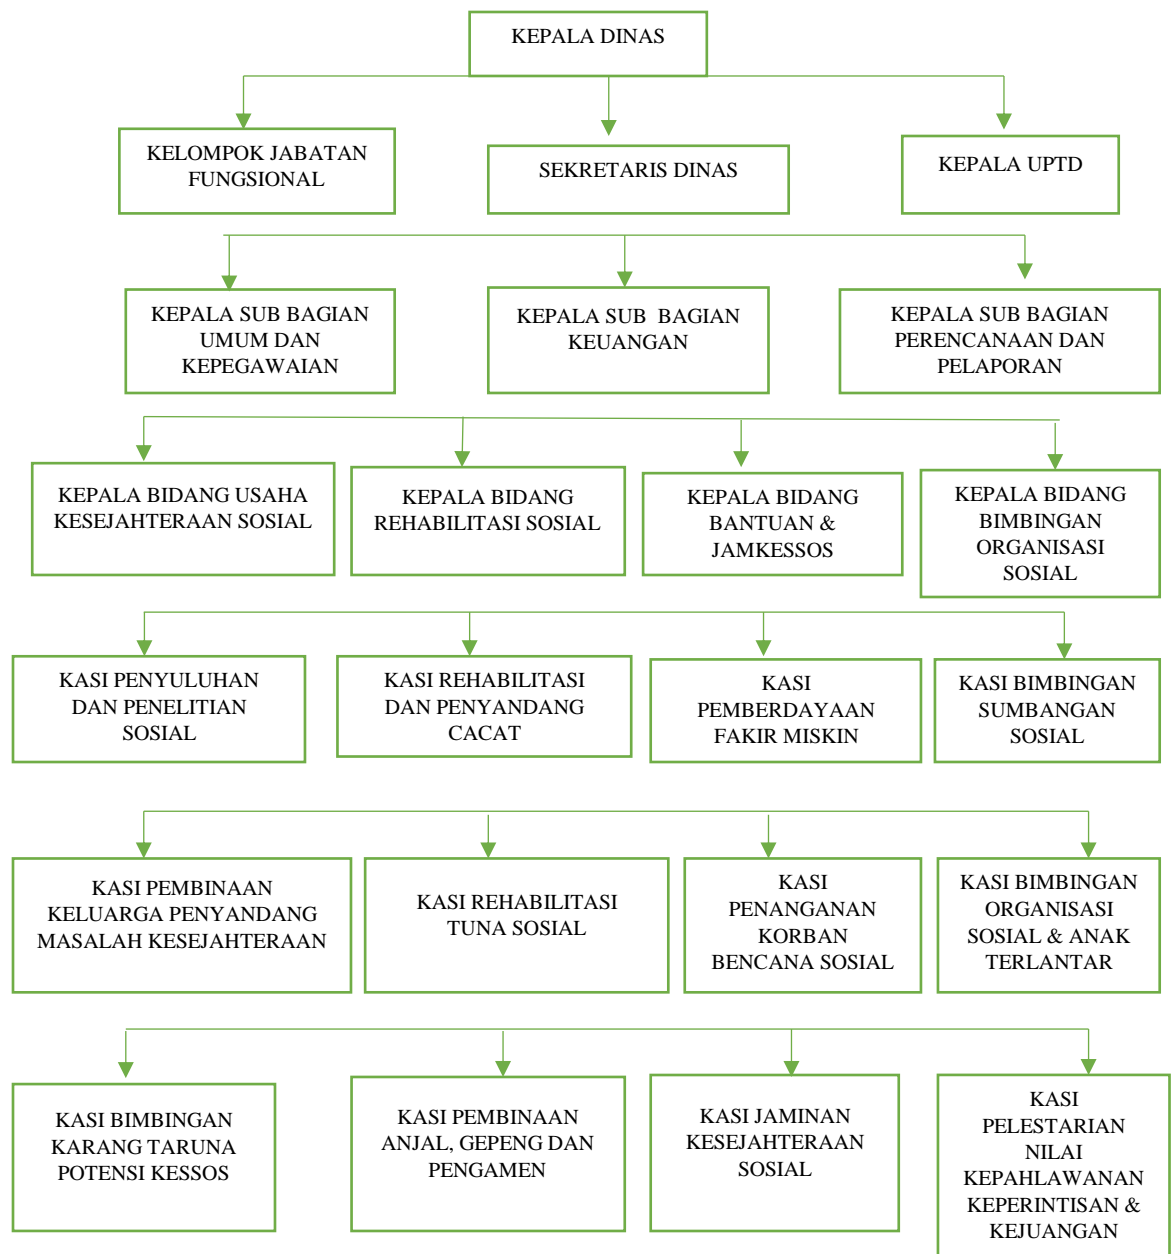 KEPALA DINAS
KELOMPOK JABATAN
FUNGSIONAL
SEKRETARIS DINAS
KEPALA UPTD
KEPALA SUB BAGIAN
UMUM DAN
KEPEGAWAIAN
KEPALA SUB BAGIAN
KEUANGAN
KEPALA SUB BAGIAN
PERENCANAAN DAN
PELAPORAN
KEPALA BIDANG USAHA
KESEJAHTERAAN SOSIAL
KEPALA BIDANG
REHABILITASI SOSIAL
KEPALA BIDANG
BANTUAN &
JAMKESSOS
KEPALA BIDANG
BIMBINGAN
ORGANISASI
SOSIAL
KASI PENYULUHAN
DAN PENELITIAN
SOSIAL
KASI REHABILITASI
DAN PENYANDANG
CACAT
KASI
PEMBERDAYAAN
FAKIR MISKIN
KASI BIMBINGAN
SUMBANGAN
SOSIAL
KASI PEMBINAAN
KELUARGA PENYANDANG
MASALAH KESEJAHTERAAN
KASI REHABILITASI
TUNA SOSIAL
KASI
PENANGANAN
KORBAN
BENCANA SOSIAL
KASI BIMBINGAN
ORGANISASI
SOSIAL & ANAK
TERLANTAR
KASI BIMBINGAN
KARANG TARUNA
POTENSI KESSOS
KASI PEMBINAAN
ANJAL, GEPENG DAN
PENGAMEN
KASI JAMINAN
KESEJAHTERAAN
SOSIAL
KASI
PELESTARIAN
NILAI
KEPAHLAWANAN
KEPERINTISAN &
KEJUANGAN